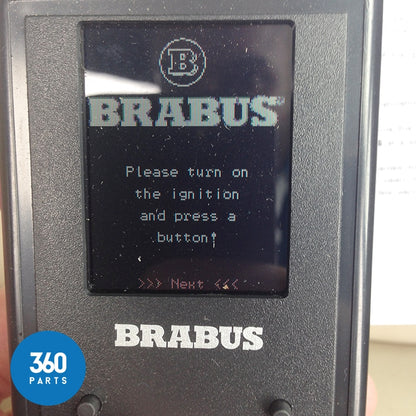 B
BRABUS
Please turn on
the ignition
and press a
button!
>>> Next <<<
BRABUS
360
PARTS